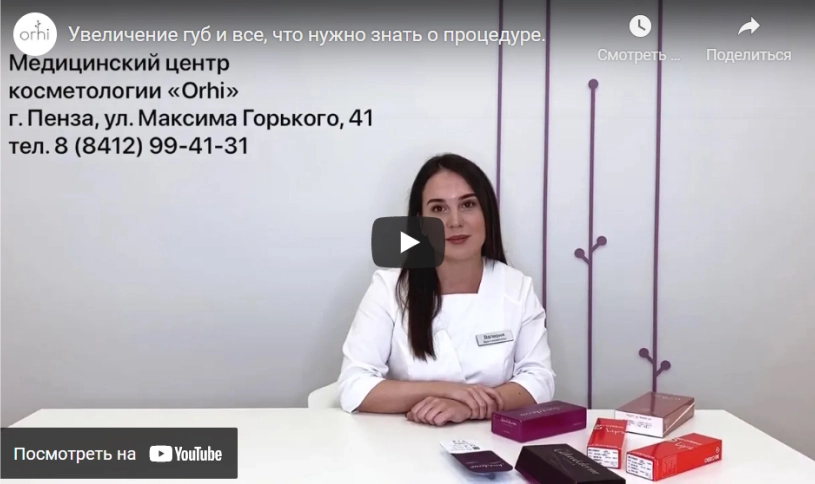 orhi
Увеличение губ и все, что нужно знать о процедуре.
Смотреть ...
Поделиться
Медицинский центр
косметологии «Orhi»
г. Пенза, ул. Максима Горького, 41
тел. 8 (8412) 99-41-31
Посмотреть на YouTube